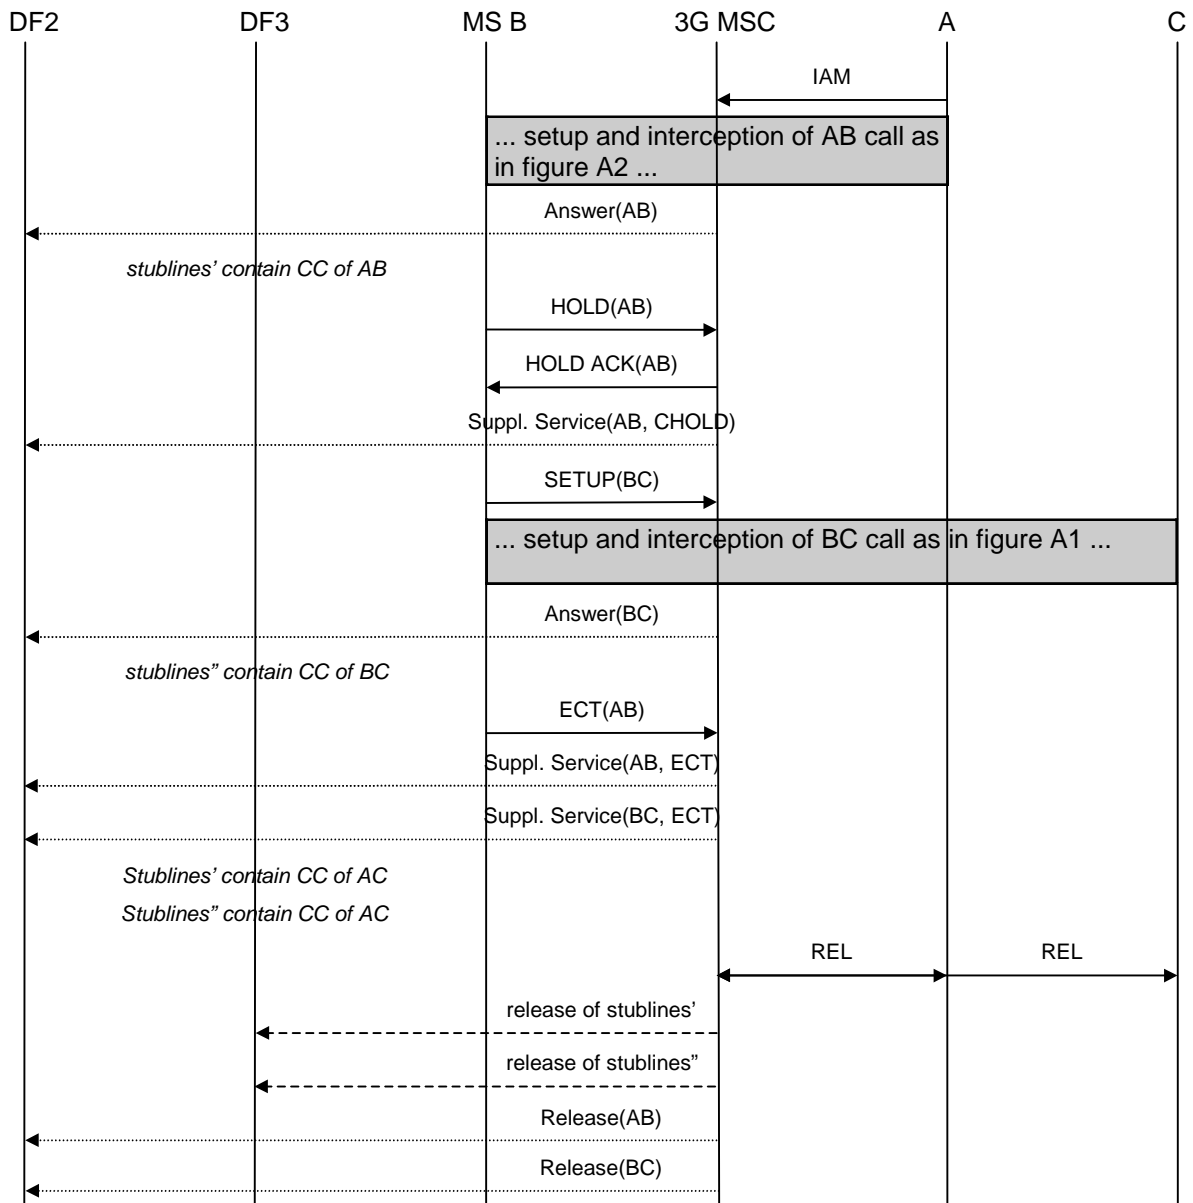 DF2 DF3 MS B 3G MSC A C
IAM
... setup and interception of AB call as
in figure A2 ...
Answer(AB)
stublines’ contain CC of AB
HOLD(AB)
HOLD ACK(AB)
Suppl. Service(AB, CHOLD)
SETUP(BC)
... setup and interception of BC call as in figure A1 ...
Answer(BC)
stublines” contain CC of BC
ECT(AB)
Suppl. Service(AB, ECT)
Suppl. Service(BC, ECT)
Stublines’ contain CC of AC
Stublines” contain CC of AC
REL REL
release of stublines’
release of stublines”
Release(AB)
Release(BC)